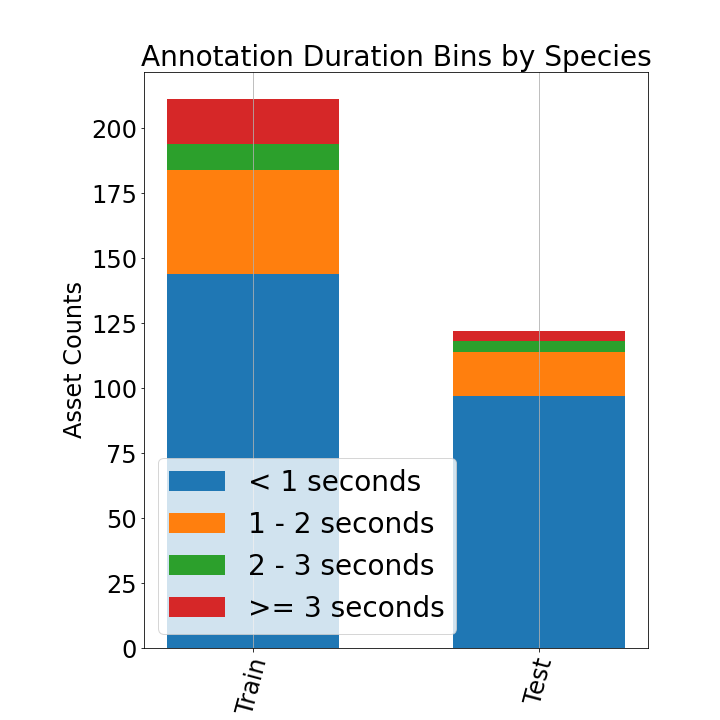 Annotation Duration Bins by Species
Asset Counts
200
175
150
125
100
75
50
25
0
< 1 seconds
1 - 2 seconds
2 - 3 seconds
>= 3 seconds
Train
Test